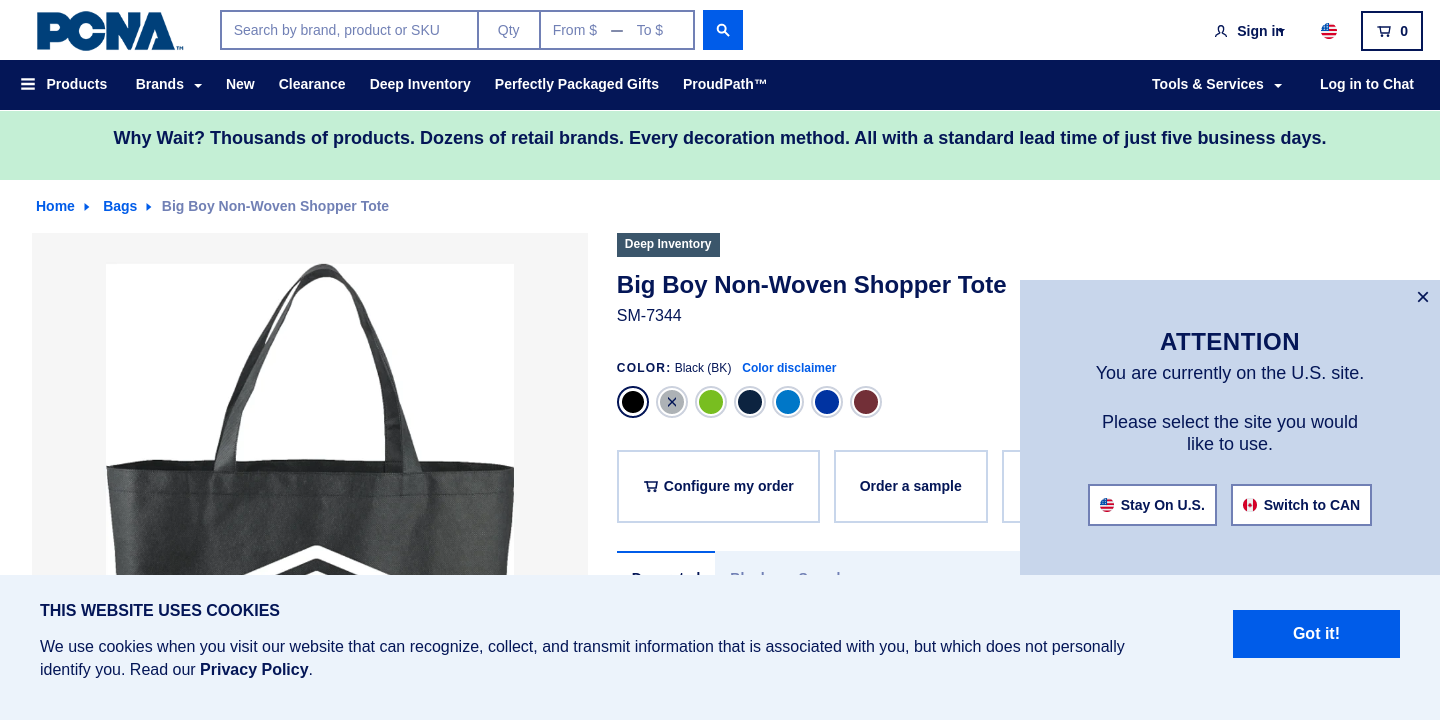 PCNA™
Search by brand, product or SKU
Qty
From $ — To $
Sign in
0
Products
Brands
New
Clearance
Deep Inventory
Perfectly Packaged Gifts
ProudPath™
Tools & Services
Log in to Chat
Why Wait? Thousands of products. Dozens of retail brands. Every decoration method. All with a standard lead time of just five business days.
Home
Bags
Big Boy Non-Woven Shopper Tote
Deep Inventory
Big Boy Non-Woven Shopper Tote
SM-7344
COLOR: Black (BK) Color disclaimer
Configure my order
Order a sample
×
ATTENTION
You are currently on the U.S. site.
Please select the site you would
like to use.
Stay On U.S.
Switch to CAN
THIS WEBSITE USES COOKIES
We use cookies when you visit our website that can recognize, collect, and transmit information that is associated with you, but which does not personally
identify you. Read our Privacy Policy.
Got it!